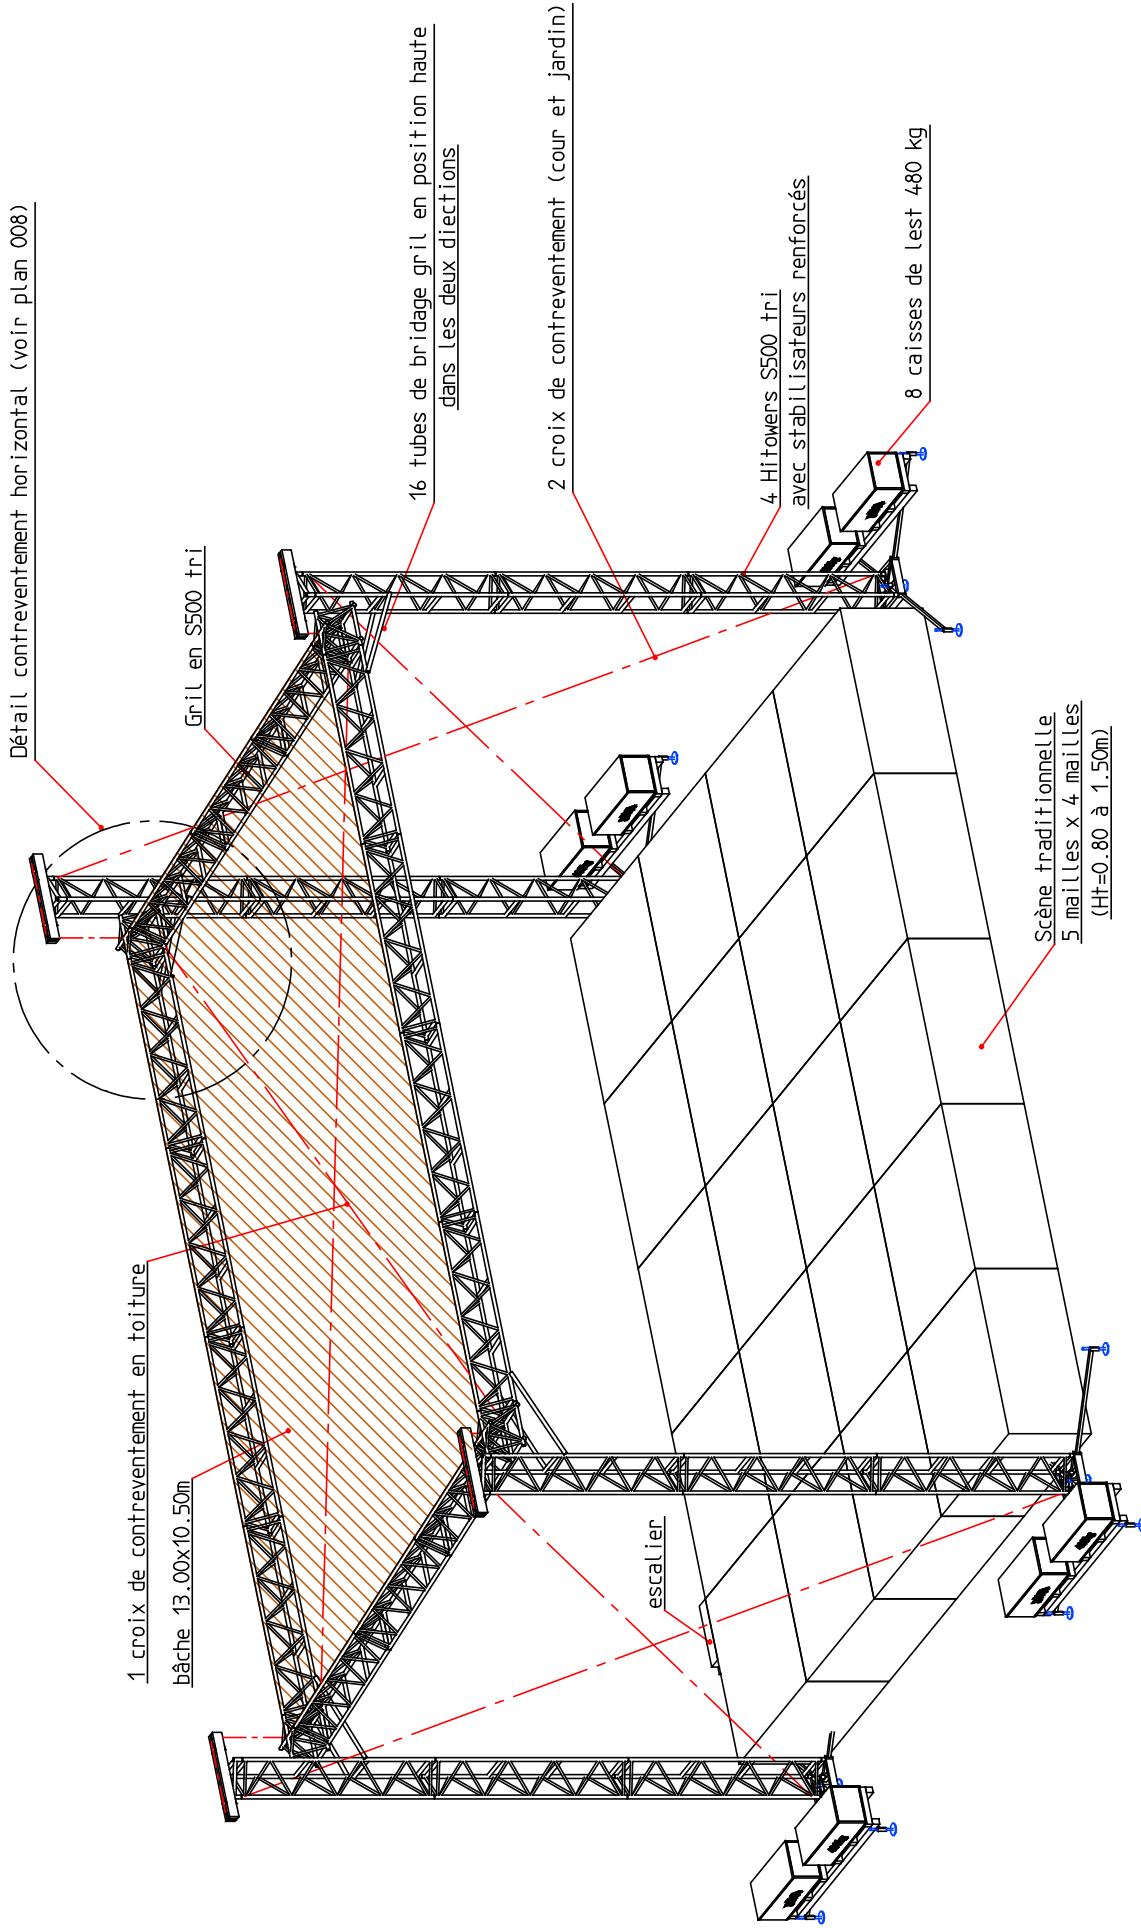 Détail contreventement horizontal (voir plan 008)
Gril en S500 tri
1 croix de contreventement en toiture
bâche 13.00x10.50m
16 tubes de bridage gril en position haute
dans les deux diections
2 croix de contreventement (cour et jardin)
4 Hitowers S500 tri
avec stabilisateurs renforcés
8 caisses de lest 480 kg
escalier
Scène traditionnelle
5 mailles x 4 mailles
(Ht=0.80 à 1.50m)